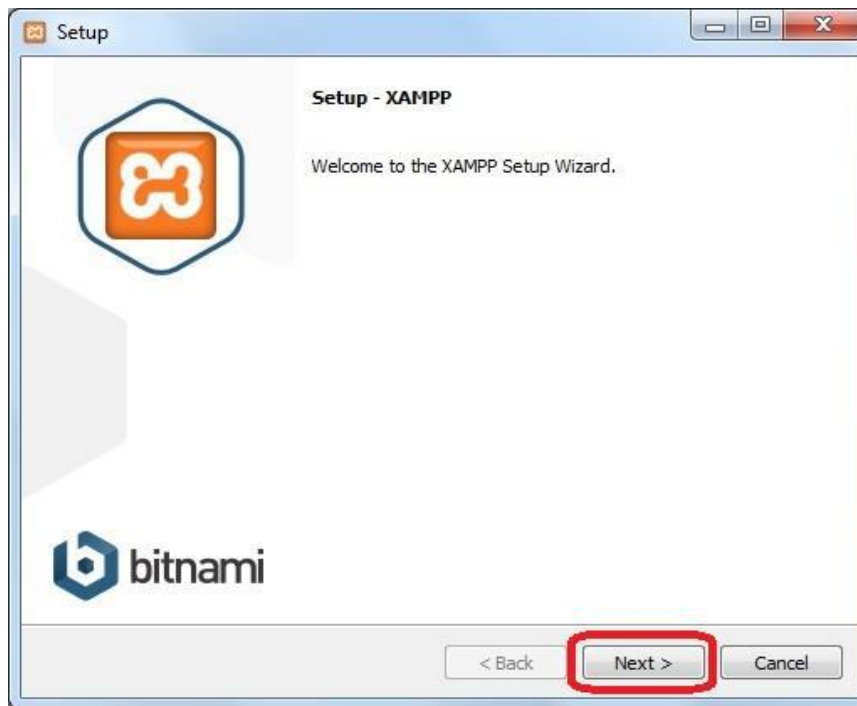 Setup
Setup - XAMPP
Welcome to the XAMPP Setup Wizard.
bitnami
< Back Next > Cancel